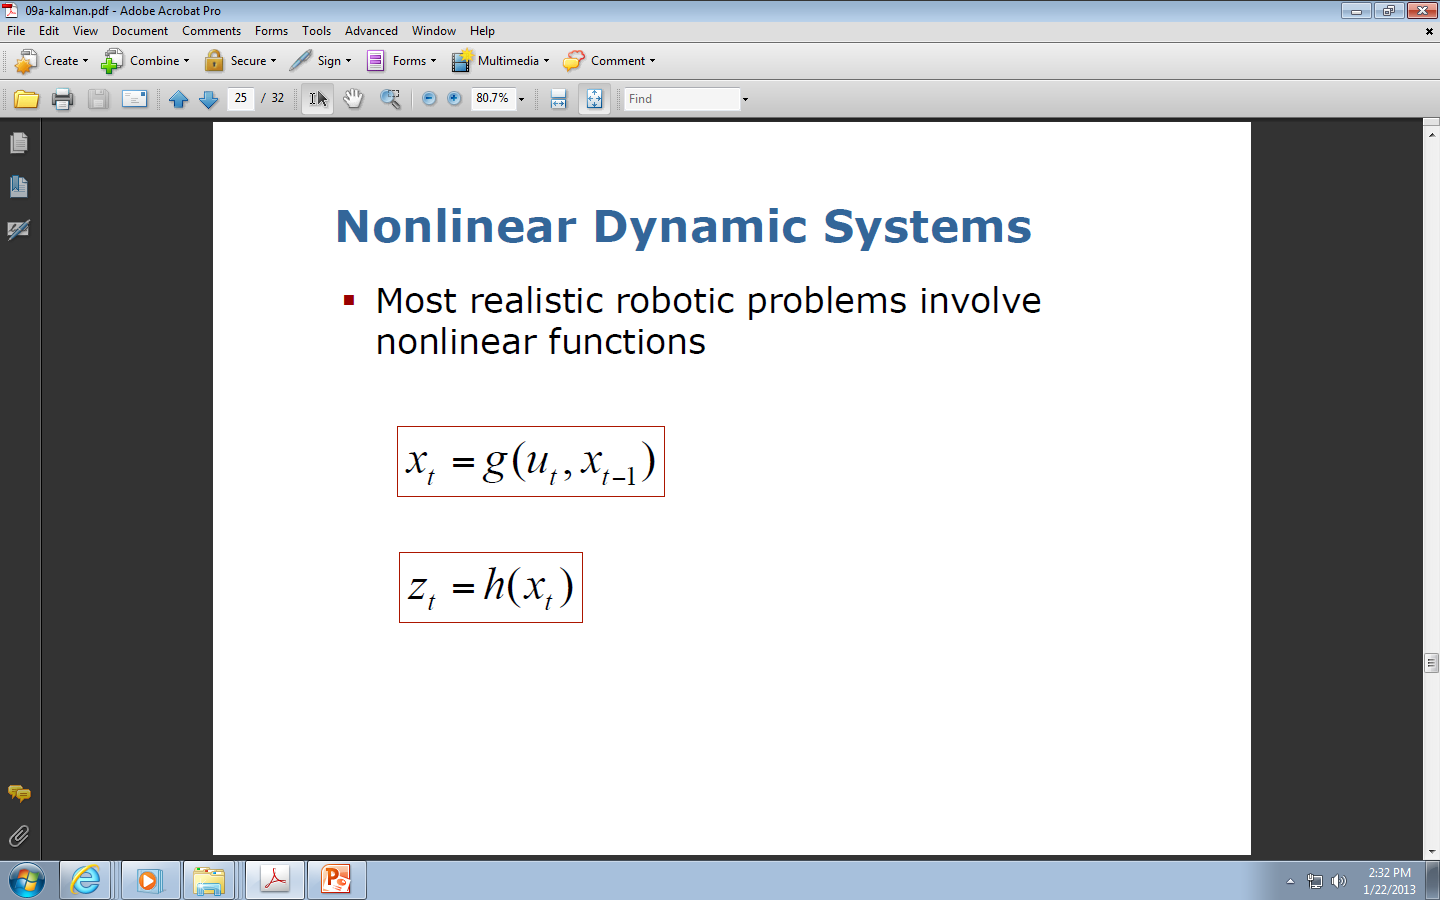 09a-kalman.pdf - Adobe Acrobat Pro
File Edit View Document Comments Forms Tools Advanced Window Help
Create Combine Secure Sign Forms Multimedia Comment
25 / 32 80.7% Find
Nonlinear Dynamic Systems
Most realistic robotic problems involve
nonlinear functions
x_t = g(u_t, x_{t-1})
z_t = h(x_t)
2:32 PM
1/22/2013